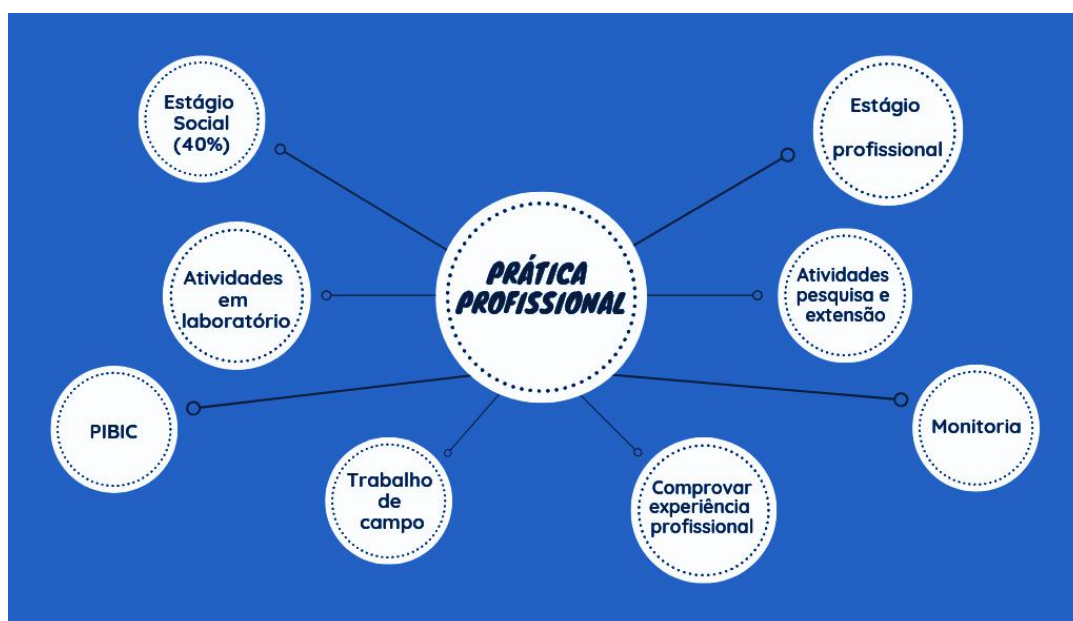 Estágio
Social
(40%)
Estágio
profissional
PRÁTICA
PROFISSIONAL
Atividades
em
laboratório
Atividades
pesquisa e
extensão
PIBIC
Monitoria
Trabalho
de
campo
Comprovar
experiência
profissional